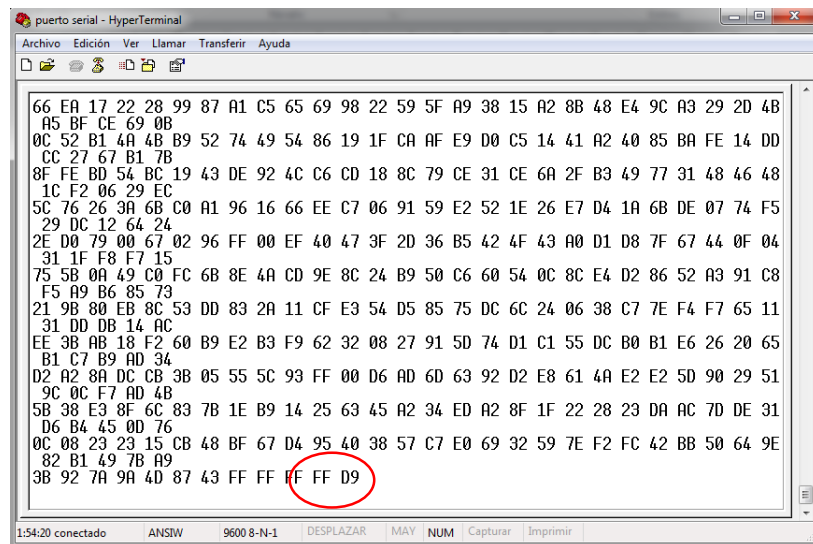 puerto serial - HyperTerminal
Archivo Edición Ver Llamar Transferir Ayuda
66 EA 17 22 28 99 87 A1 C5 65 69 98 22 59 5F A9 38 15 A2 8B 48 E4 9C A3 29 2D 4B
A5 BF CE 69 0B
0C 52 B1 4A 4B B9 52 74 49 54 86 19 1F CA AF E9 D0 C5 14 41 A2 40 85 BA FE 14 DD
CC 27 67 B1 7B
8F FE BD 54 BC 19 43 DE 92 4C C6 CD 18 8C 79 CE 31 CE 6A 2F B3 49 77 31 48 46 48
1C F2 06 29 EC
5C 76 26 3A 6B C0 A1 96 16 66 EE C7 06 91 59 E2 52 1E 26 E7 D4 1A 6B DE 07 74 F5
29 DC 12 64 24
2E D0 79 00 67 02 96 FF 00 EF 40 47 3F 2D 36 B5 42 4F 43 A0 D1 D8 7F 67 44 0F 04
31 1F F8 F7 15
75 5B 0A 49 C0 FC 6B 8E 4A CD 9E 8C 24 B9 50 C6 60 54 0C 8C E4 D2 86 52 A3 91 C8
F5 A9 B6 85 73
21 9B 80 EB 8C 53 DD 83 2A 11 CF E3 54 D5 85 75 DC 6C 24 06 38 C7 7E F4 F7 65 11
31 DD DB 14 AC
EE 3B AB 18 F2 60 B9 E2 B3 F9 62 32 08 27 91 5D 74 D1 C1 55 DC B0 B1 E6 26 20 65
B1 C7 B9 AD 34
D2 A2 8A DC CB 3B 05 55 5C 93 FF 00 D6 AD 6D 63 92 D2 E8 61 4A E2 E2 5D 90 29 51
9C 0C F7 AD 4B
5B 38 E3 8F 6C 83 7B 1E B9 14 25 63 45 A2 34 ED A2 8F 1F 22 28 23 DA AC 7D DE 31
D6 B4 45 0D 76
0C 08 23 23 15 CB 48 BF 67 D4 95 40 38 57 C7 E0 69 32 59 7E F2 FC 42 BB 50 64 9E
82 B1 49 7B A9
3B 92 7A 9A 4D 87 43 FF FF FF FF D9
1:54:20 conectado ANSIW 9600 8-N-1 DESPLAZAR MAY NUM Capturar Imprimir